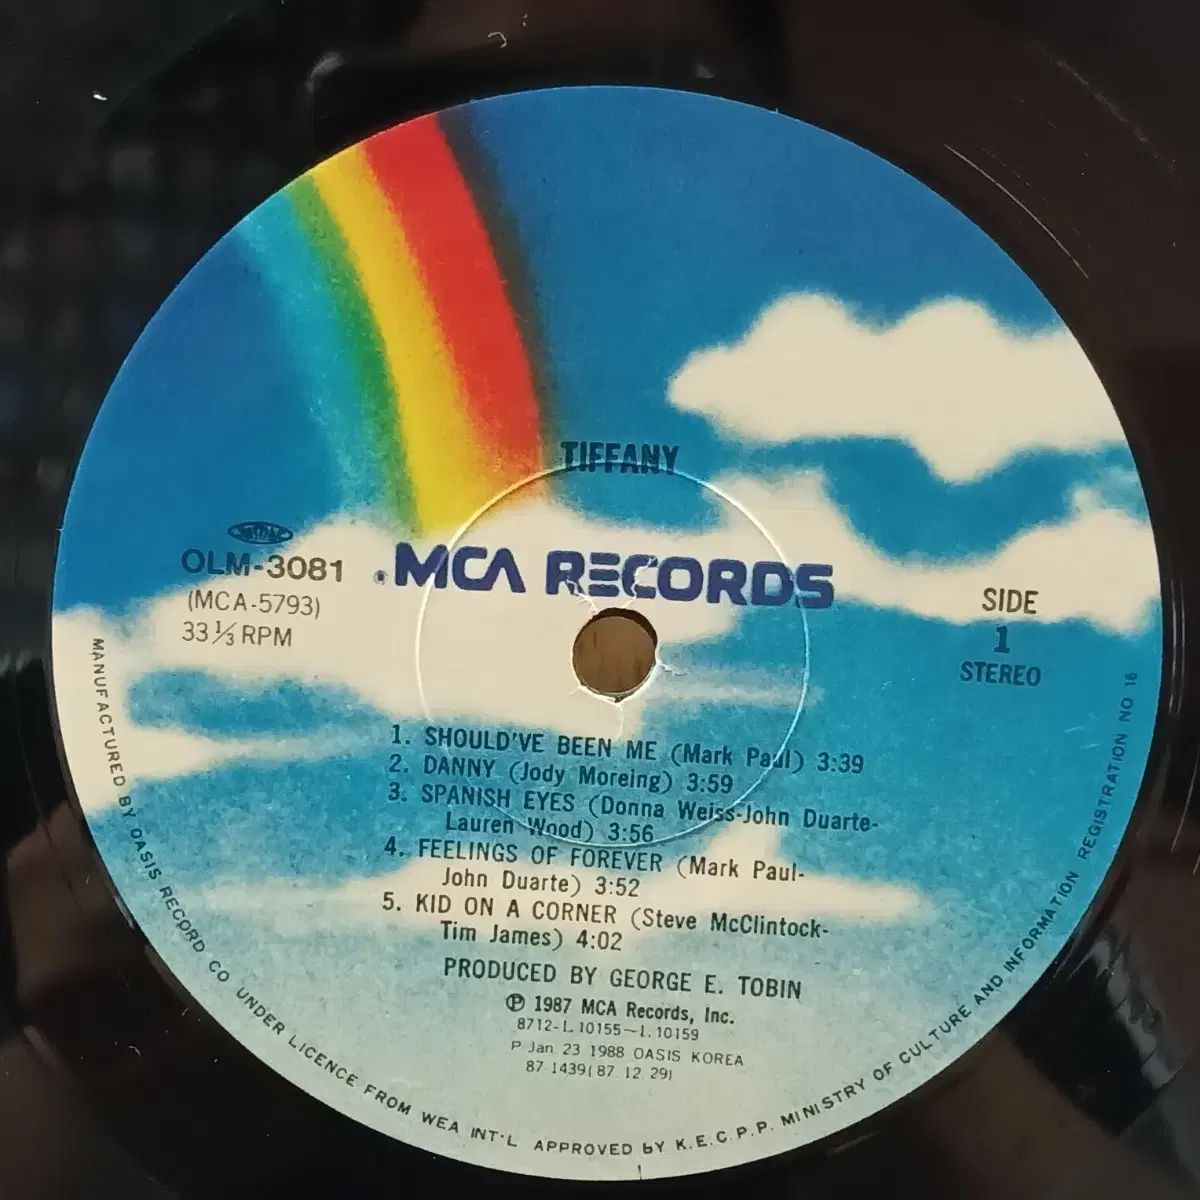 TIFFANY
OLM-3081
(MCA-5793)
33⅓ RPM
MCA RECORDS
SIDE
1
STEREO
1. SHOULD'VE BEEN ME (Mark Paul) 3:39
2. DANNY (Jody Moreing) 3:59
3. SPANISH EYES (Donna Weiss-John Duarte-
Lauren Wood) 3:56
4. FEELINGS OF FOREVER (Mark Paul-
John Duarte) 3:52
5. KID ON A CORNER (Steve McClintock-
Tim James) 4:02
PRODUCED BY GEORGE E. TOBIN
℗ 1987 MCA Records, Inc.
8712-L.10155~L.10159
P Jan. 23 1988 OASIS KOREA
87-1439(87.12.29)
MANUFACTURED BY OASIS RECORD CO UNDER LICENCE FROM WEA INT'L APPROVED by K.E.C.P.P. MINISTRY OF CULTURE AND INFORMATION REGISTRATION NO 16